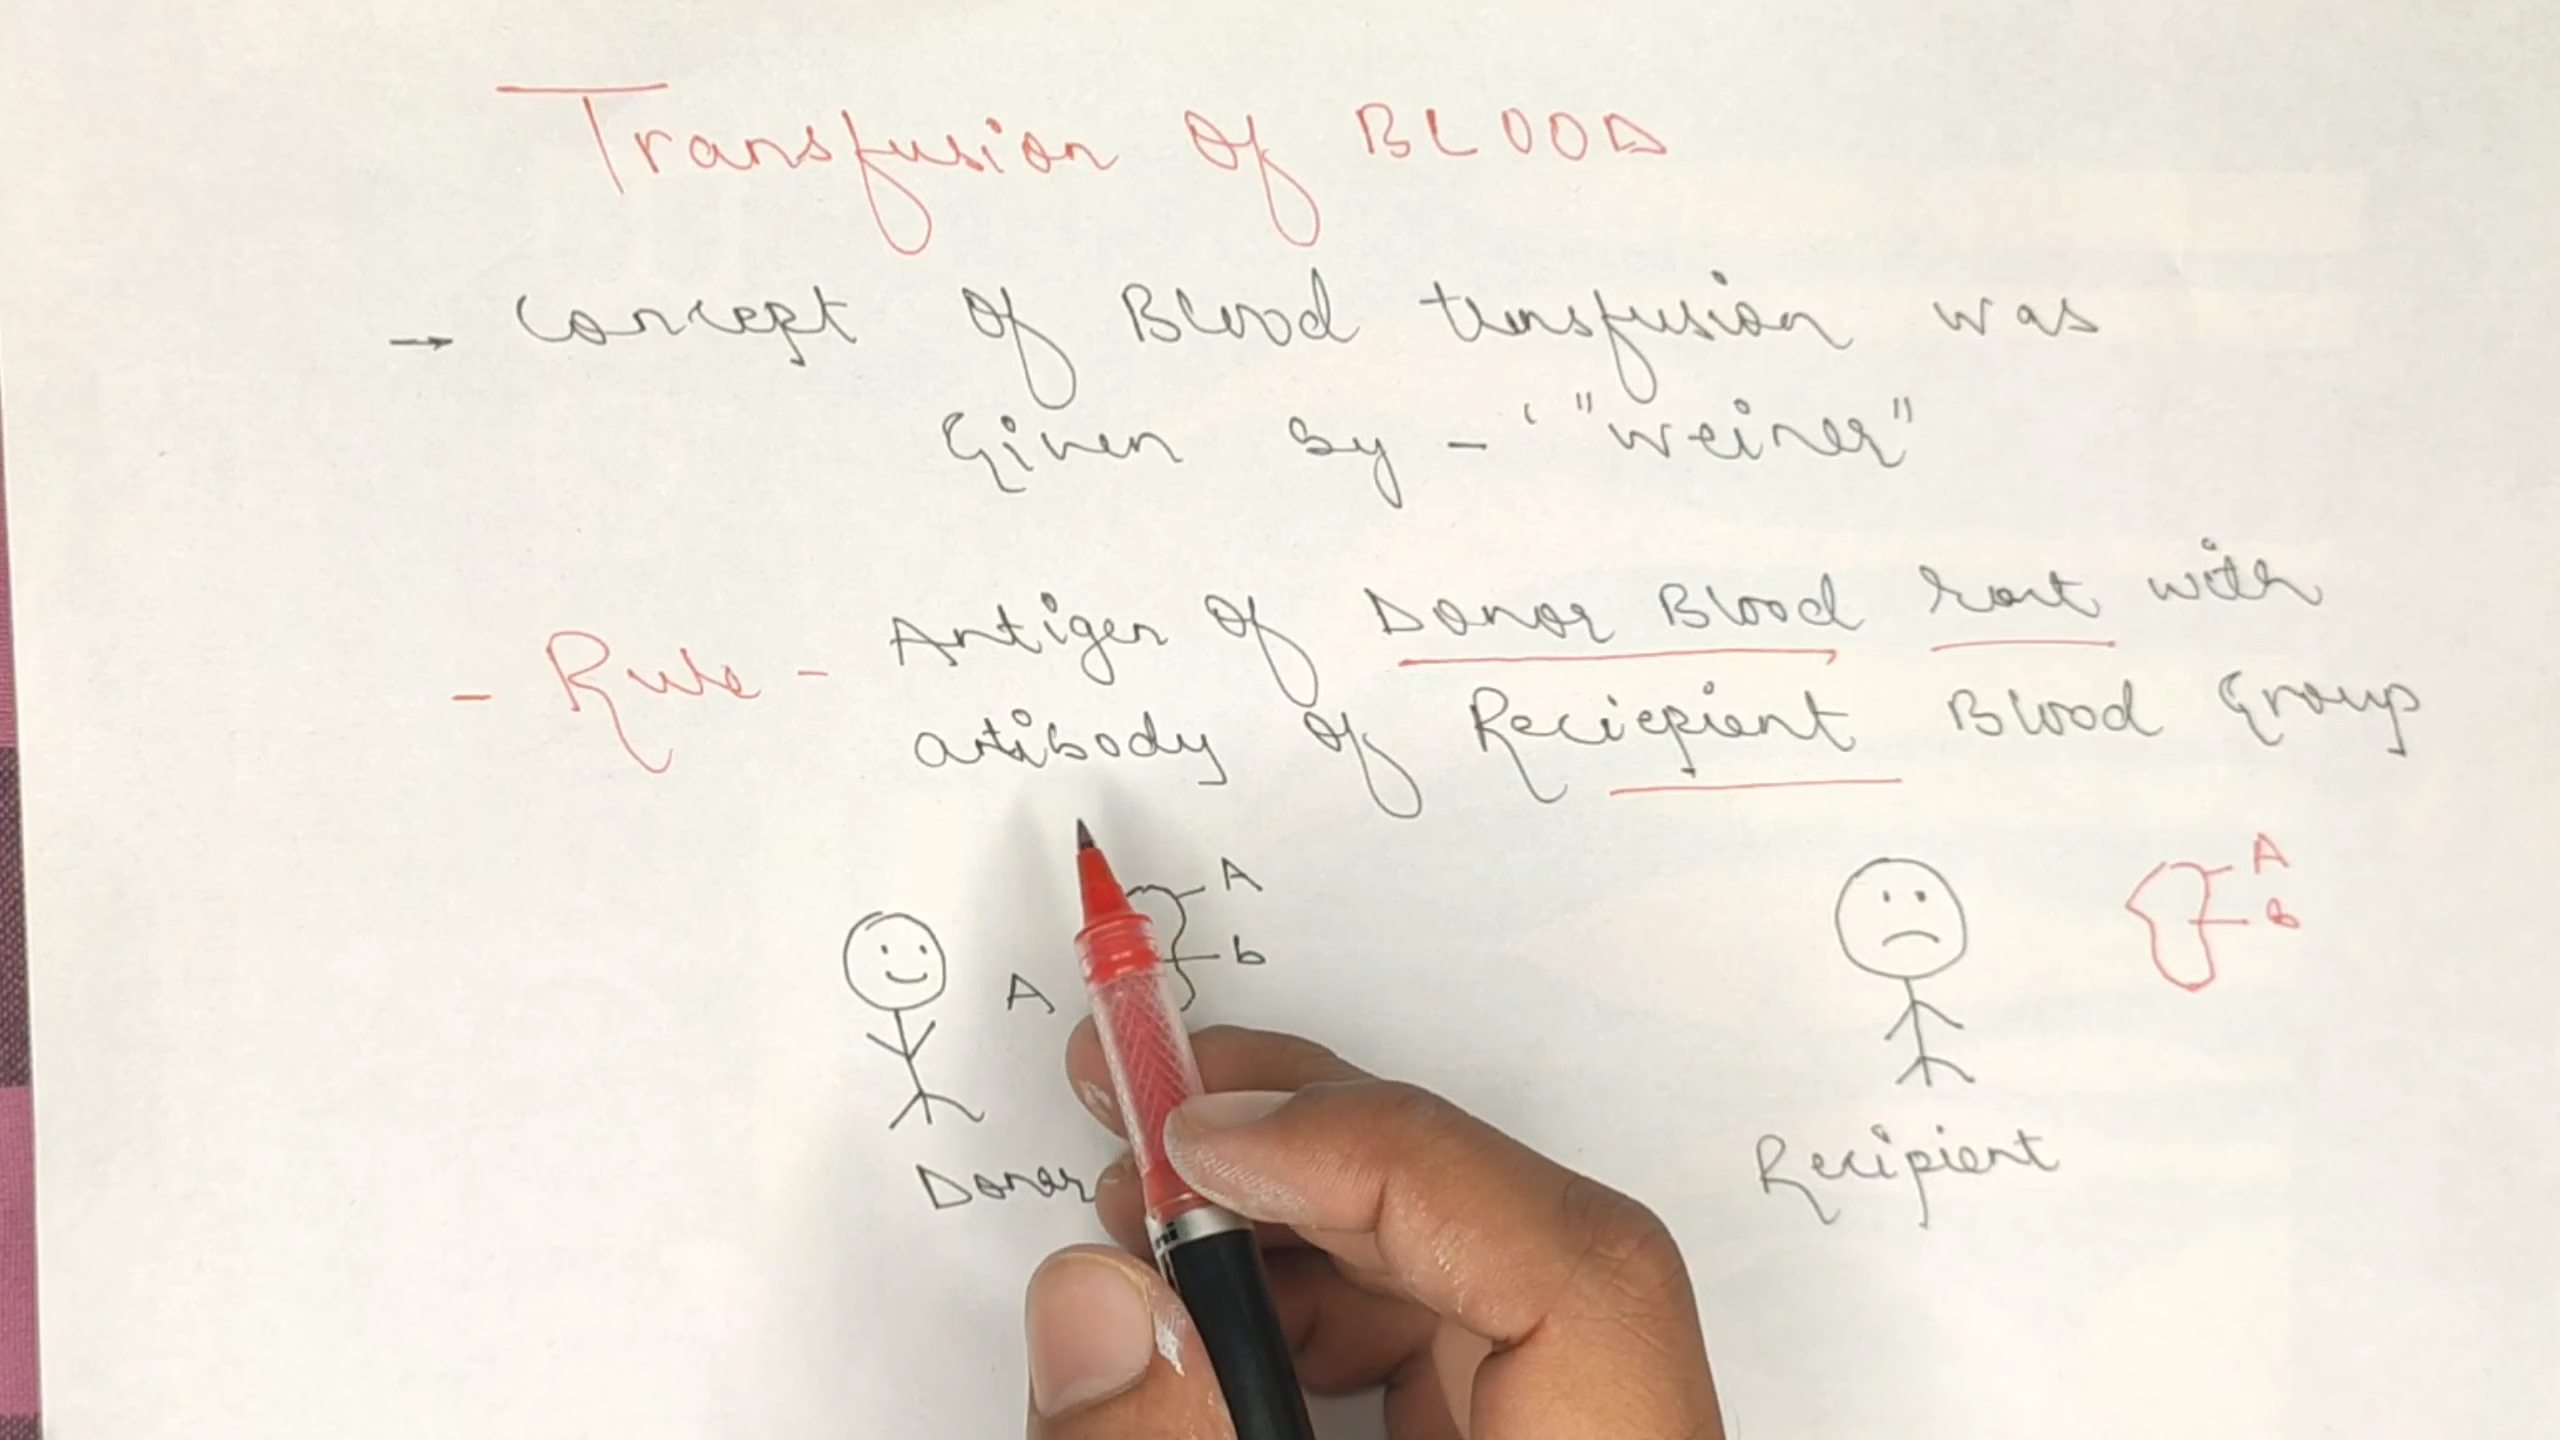 Transfusion Of BLOOD
→ Concept Of Blood transfusion was
Given by - ‘ "Weiner"
- Rule - Antigen Of Donor Blood with
antibody of Reciepient Blood Group
A
b
A
Donor
A
B
Recipient